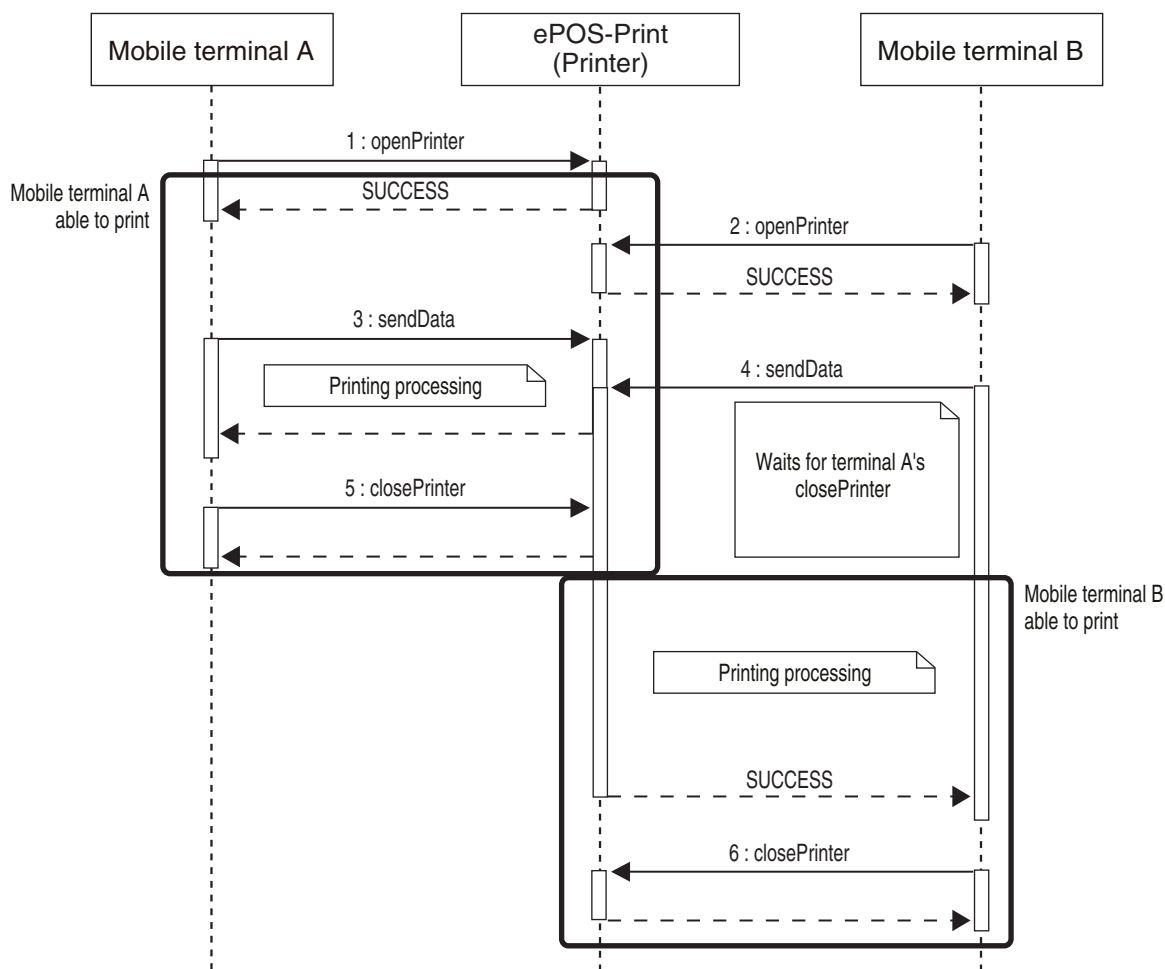 Mobile terminal A
ePOS-Print
(Printer)
Mobile terminal B
1 : openPrinter
Mobile terminal A
able to print
SUCCESS
2 : openPrinter
SUCCESS
3 : sendData
Printing processing
4 : sendData
Waits for terminal A's
closePrinter
5 : closePrinter
Mobile terminal B
able to print
Printing processing
SUCCESS
6 : closePrinter